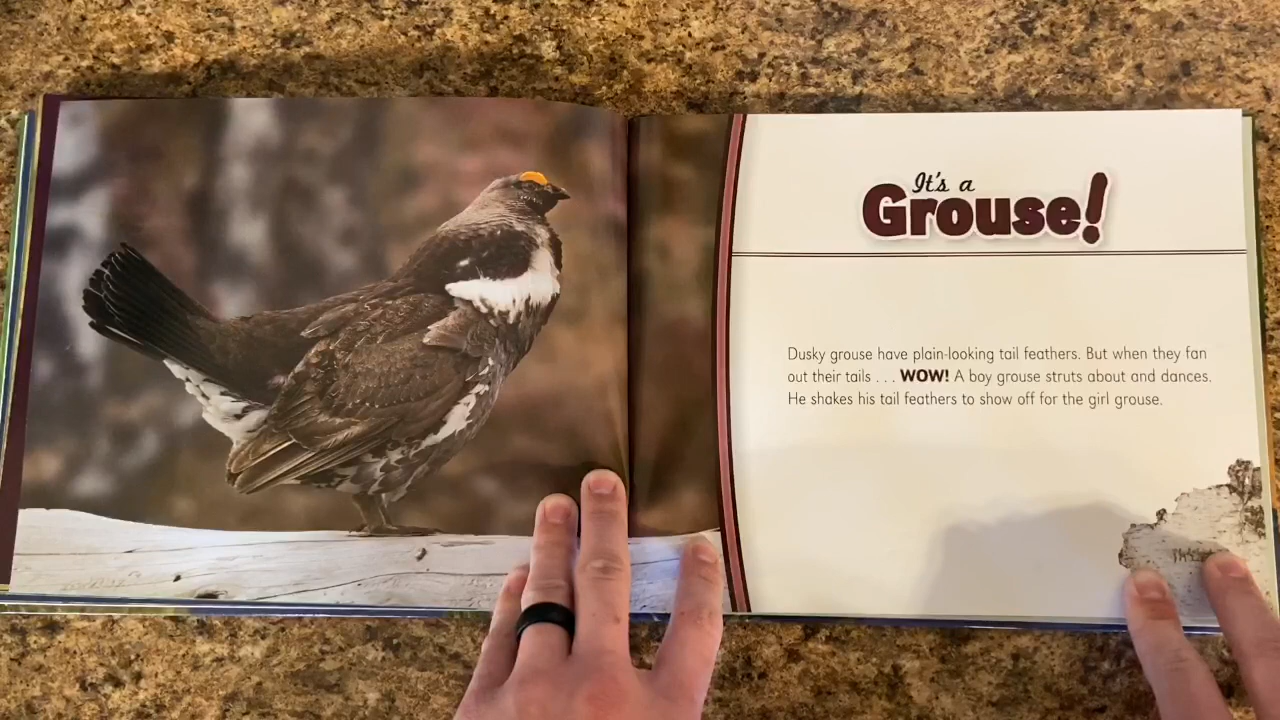 It's a
Grouse!
Dusky grouse have plain-looking tail feathers. But when they fan
out their tails . . . WOW! A boy grouse struts about and dances.
He shakes his tail feathers to show off for the girl grouse.